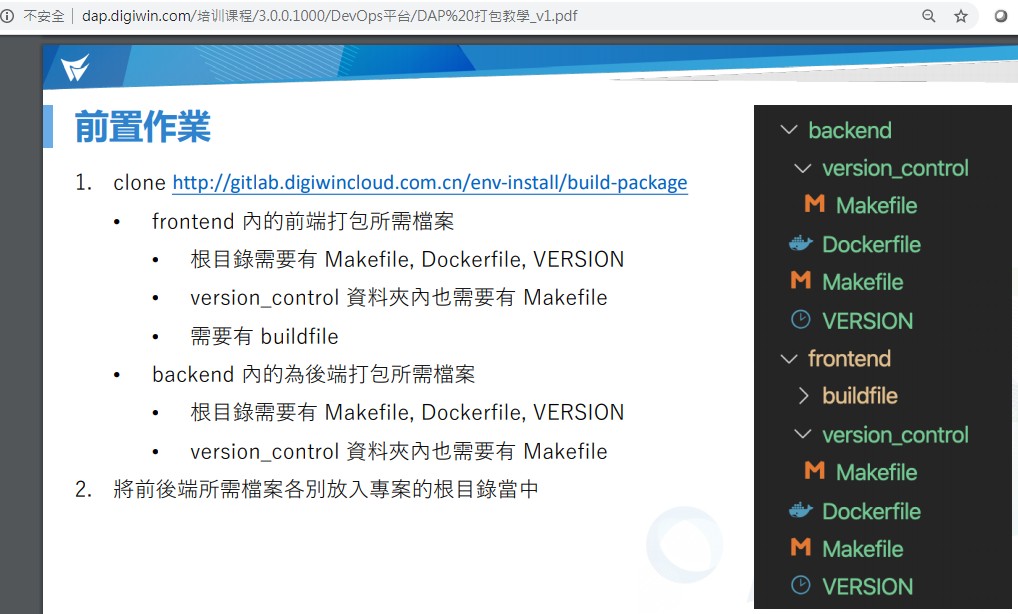 不安全 | dap.digiwin.com/培训课程/3.0.0.1000/DevOps平台/DAP%20打包教學_v1.pdf
前置作業
1. clone http://gitlab.digiwincloud.com.cn/env-install/build-package
• frontend 內的前端打包所需檔案
• 根目錄需要有 Makefile, Dockerfile, VERSION
• version_control 資料夾內也需要有 Makefile
• 需要有 buildfile
• backend 內的為後端打包所需檔案
• 根目錄需要有 Makefile, Dockerfile, VERSION
• version_control 資料夾內也需要有 Makefile
2. 將前後端所需檔案各別放入專案的根目錄當中
backend
version_control
Makefile
Dockerfile
Makefile
VERSION
frontend
buildfile
version_control
Makefile
Dockerfile
Makefile
VERSION